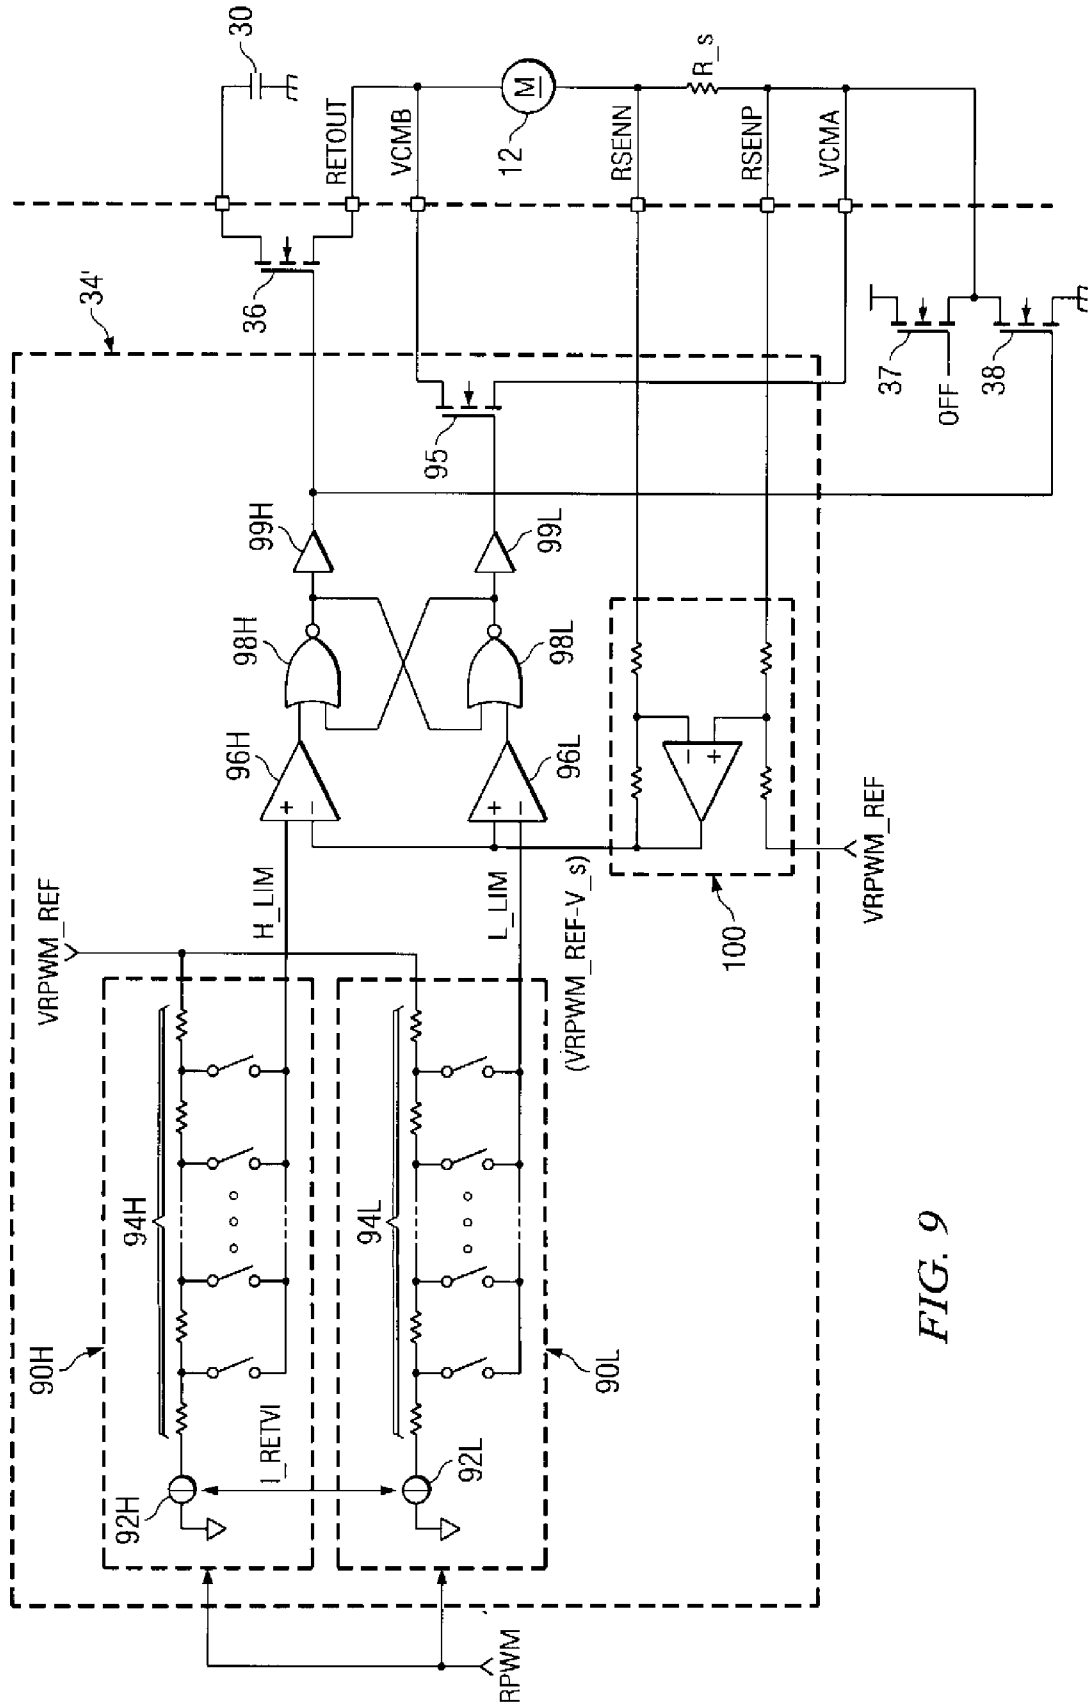 34'
30
36
RETOUT
VCMB
12
M
RSENN
R_s
RSENP
VCMA
37
OFF
38
95
99H
99L
98H
98L
96H
+
−
96L
+
−
−
+
100
VRPWM_REF
VRPWM_REF
H_LIM
L_LIM
(VRPWM_REF-V_s)
94H
94L
90H
90L
I_RETVI
92H
92L
RPWM
FIG. 9